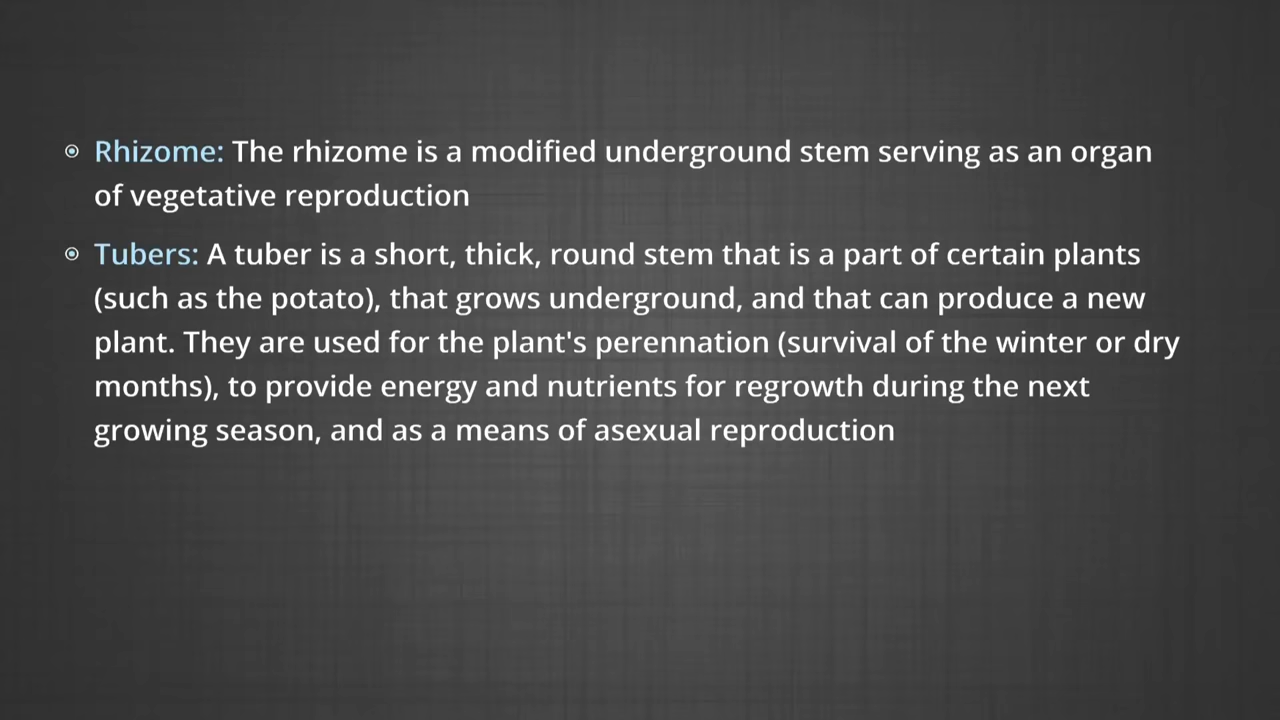 Rhizome: The rhizome is a modified underground stem serving as an organ
of vegetative reproduction
Tubers: A tuber is a short, thick, round stem that is a part of certain plants
(such as the potato), that grows underground, and that can produce a new
plant. They are used for the plant's perennation (survival of the winter or dry
months), to provide energy and nutrients for regrowth during the next
growing season, and as a means of asexual reproduction